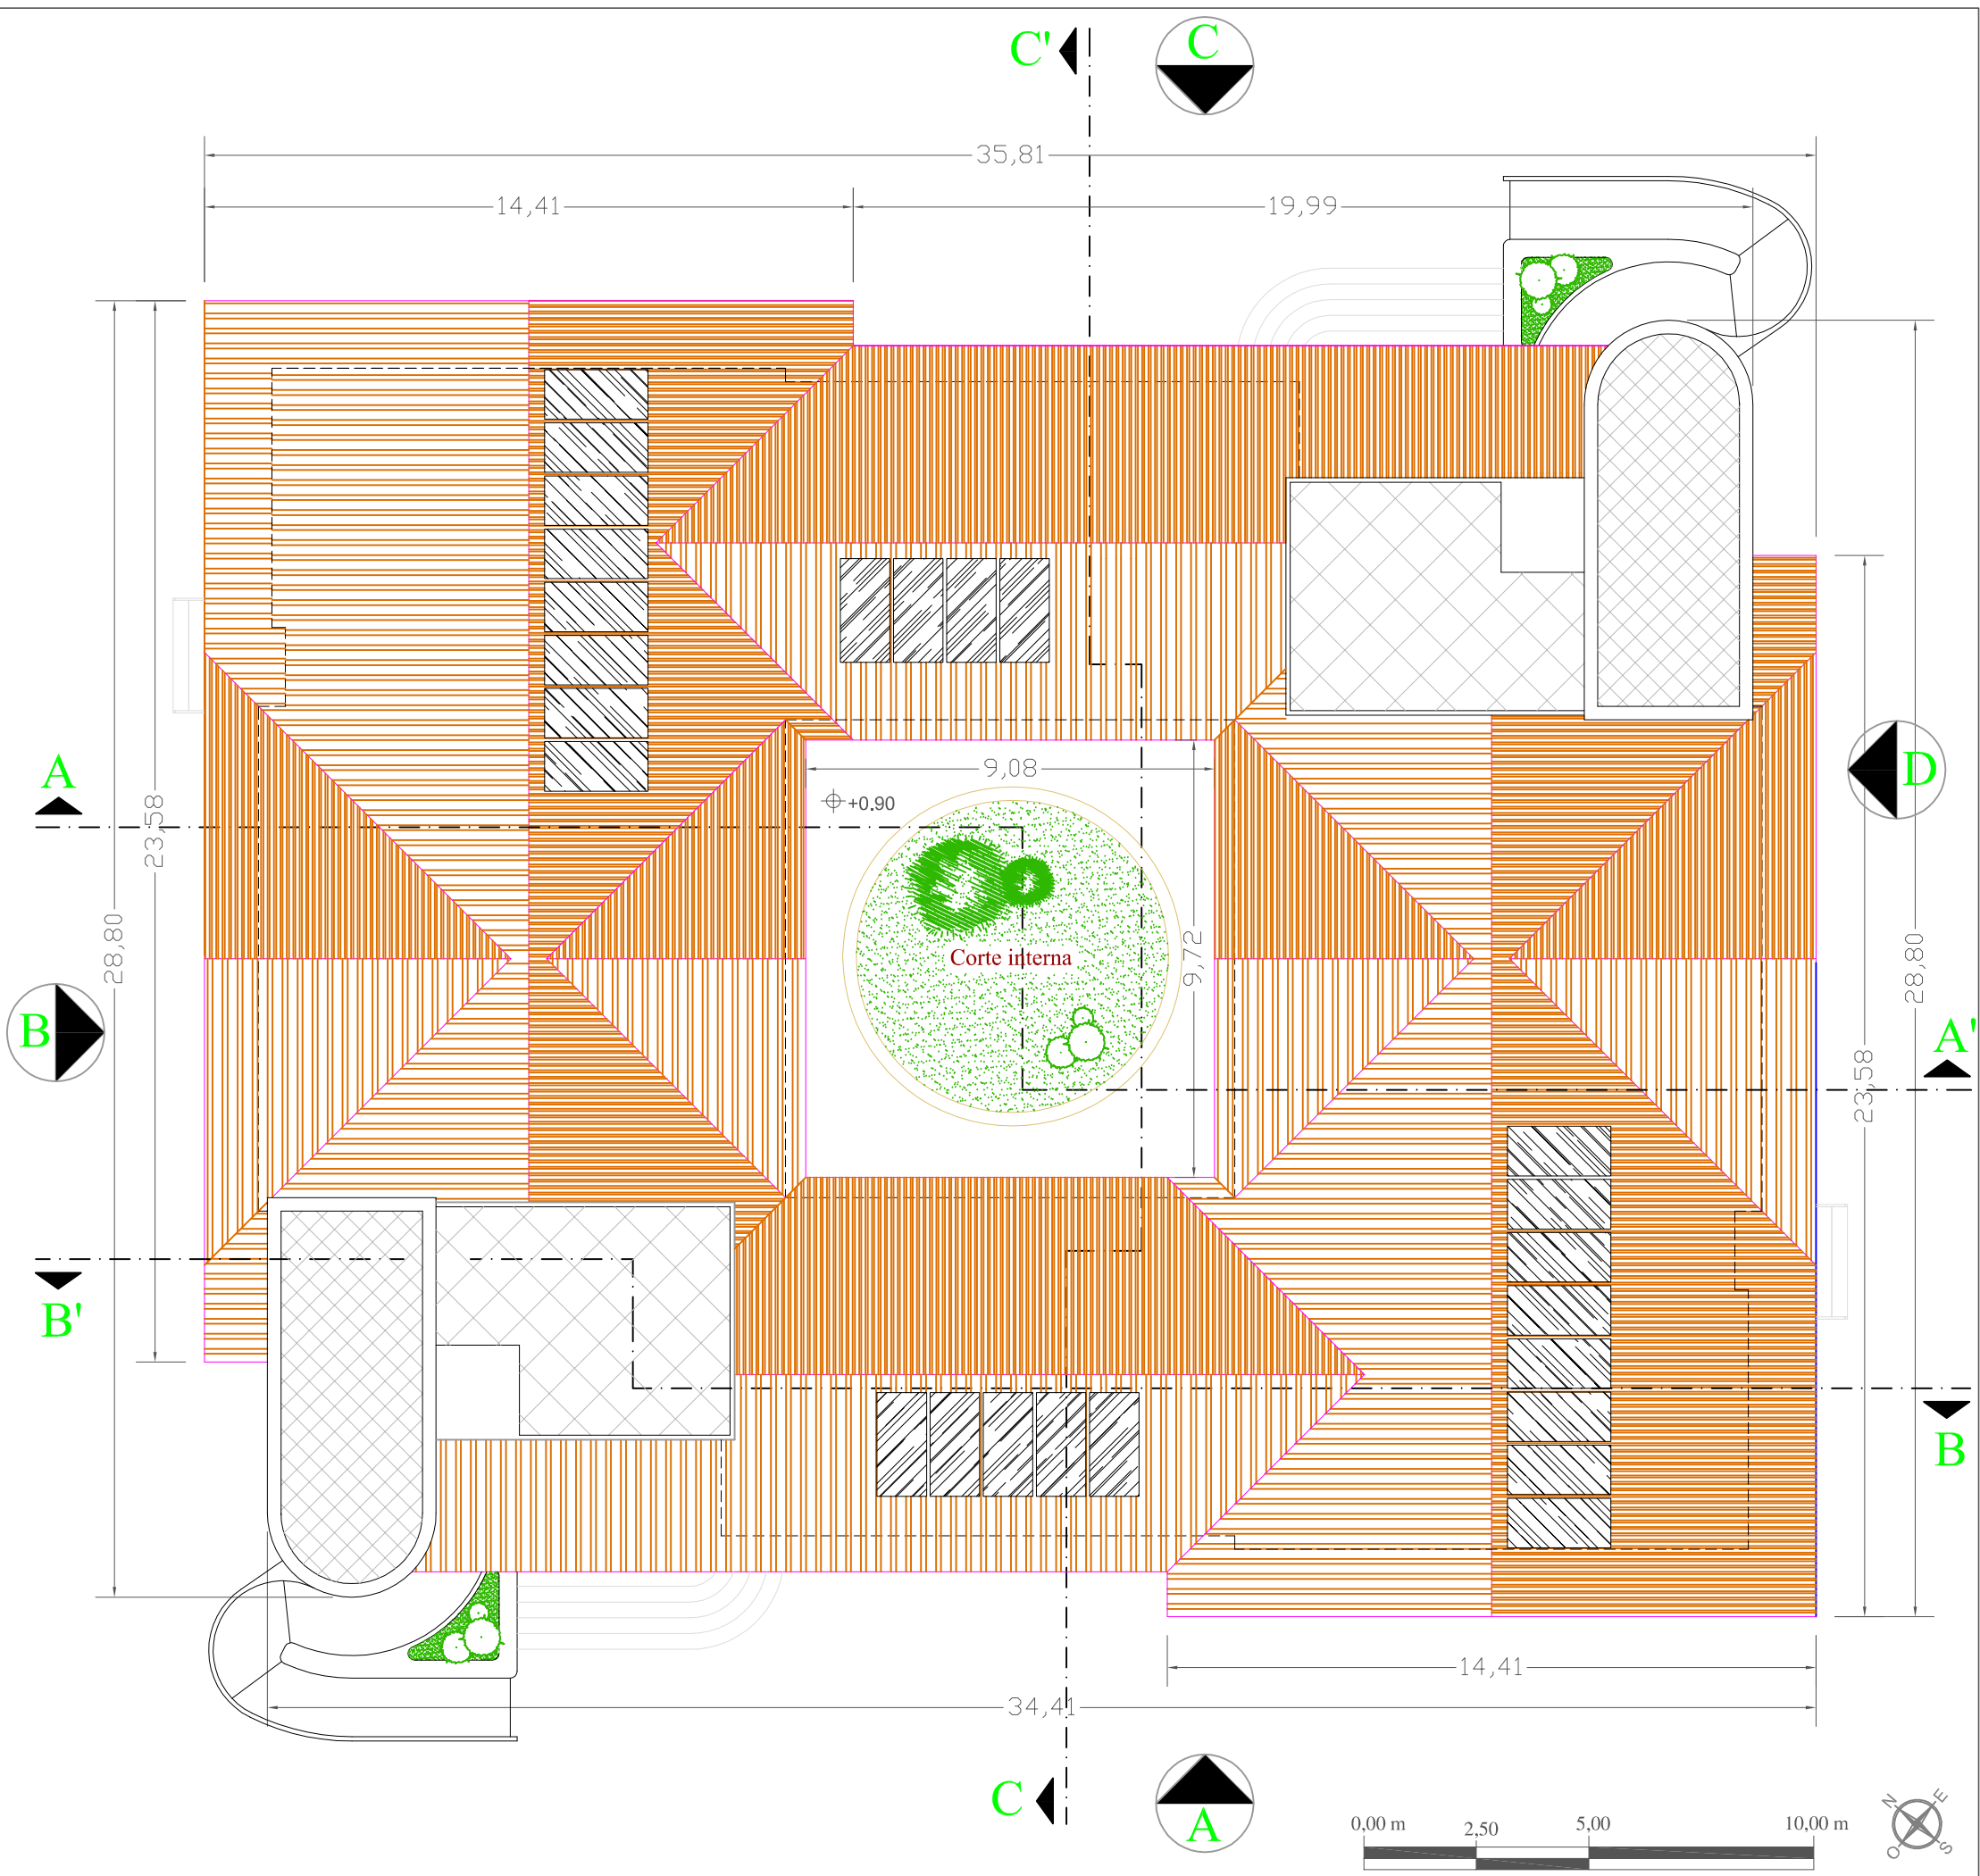 C'
C
35,81
14,41
19,99
A
D
9,08
+0.90
23,58
28,80
Corte interna
9,72
28,80
B
A'
23,58
B'
B
14,41
34,41
C
A
0,00 m
2,50
5,00
10,00 m
N
E
O
S